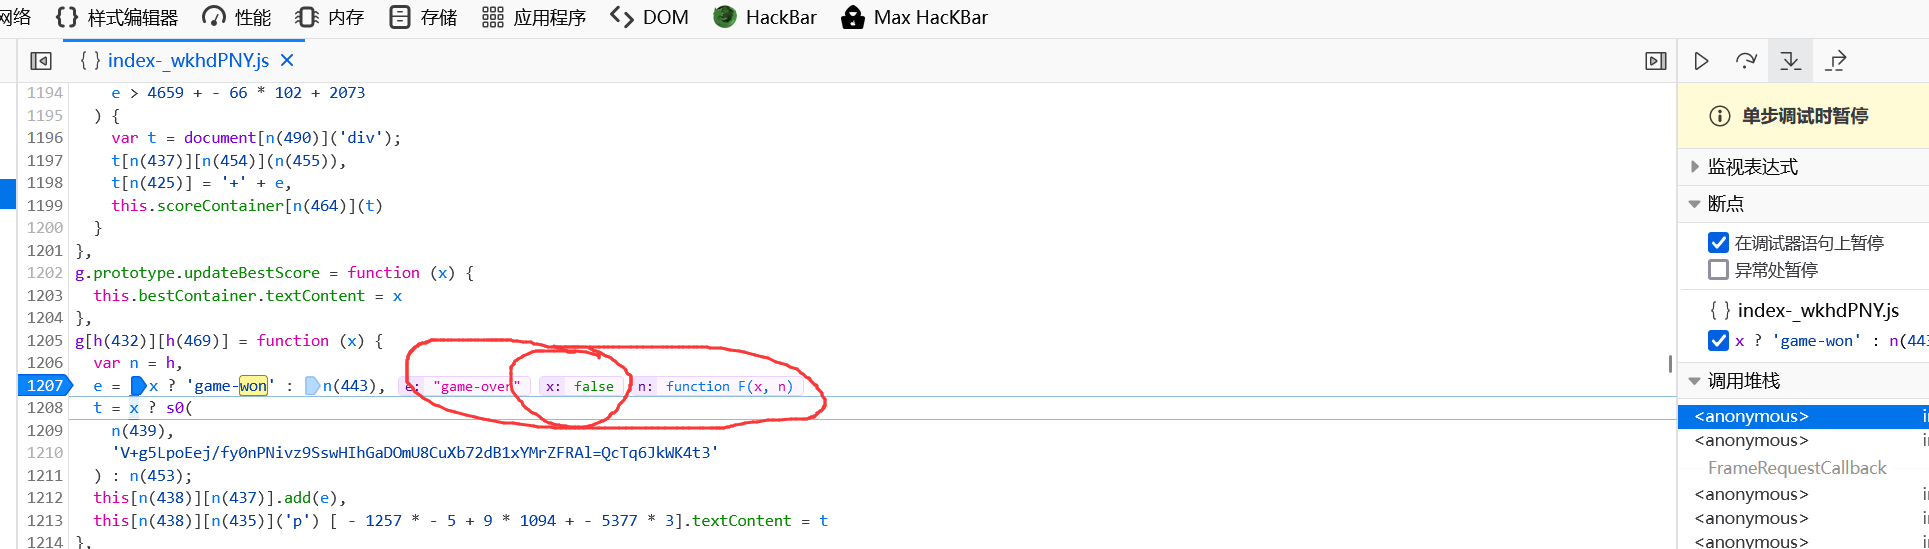 网络 {} 样式编辑器 性能 内存 存储 应用程序 DOM HackBar Max HacKBar
{ } index-_wkhdPNY.js ×
1194 e > 4659 + - 66 * 102 + 2073
1195 ) {
1196 var t = document[n(490)]('div');
1197 t[n(437)][n(454)](n(455)),
1198 t[n(425)] = '+' + e,
1199 this.scoreContainer[n(464)](t)
1200 }
1201 },
1202 g.prototype.updateBestScore = function (x) {
1203 this.bestContainer.textContent = x
1204 },
1205 g[h(432)][h(469)] = function (x) {
1206 var n = h,
1207 e = x ? 'game-won' : n(443), e: "game-over" x: false n: function F(x, n)
1208 t = x ? s0(
1209 n(439),
1210 'V+g5LpoEej/fy0nPNivz9SswHIhGaDOmU8CuXb72dB1xYMrZFRAl=QcTq6JkWK4t3'
1211 ) : n(453);
1212 this[n(438)][n(437)].add(e),
1213 this[n(438)][n(435)]('p') [ - 1257 * - 5 + 9 * 1094 + - 5377 * 3].textContent = t
1214 },
单步调试时暂停
监视表达式
断点
在调试器语句上暂停
异常处暂停
{ } index-_wkhdPNY.js
x ? 'game-won' : n(443
调用堆栈
<anonymous> i
<anonymous> i
FrameRequestCallback
<anonymous> i
<anonymous> i
<anonymous> i